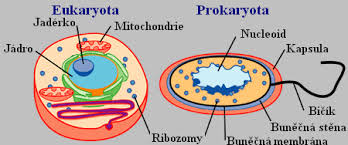 Eukaryota
Prokaryota
Jadérko
Mitochondrie
Jádro
Nucleoid
Kapsula
Bičík
Ribozomy
Buněčná stěna
Buněčná membrána